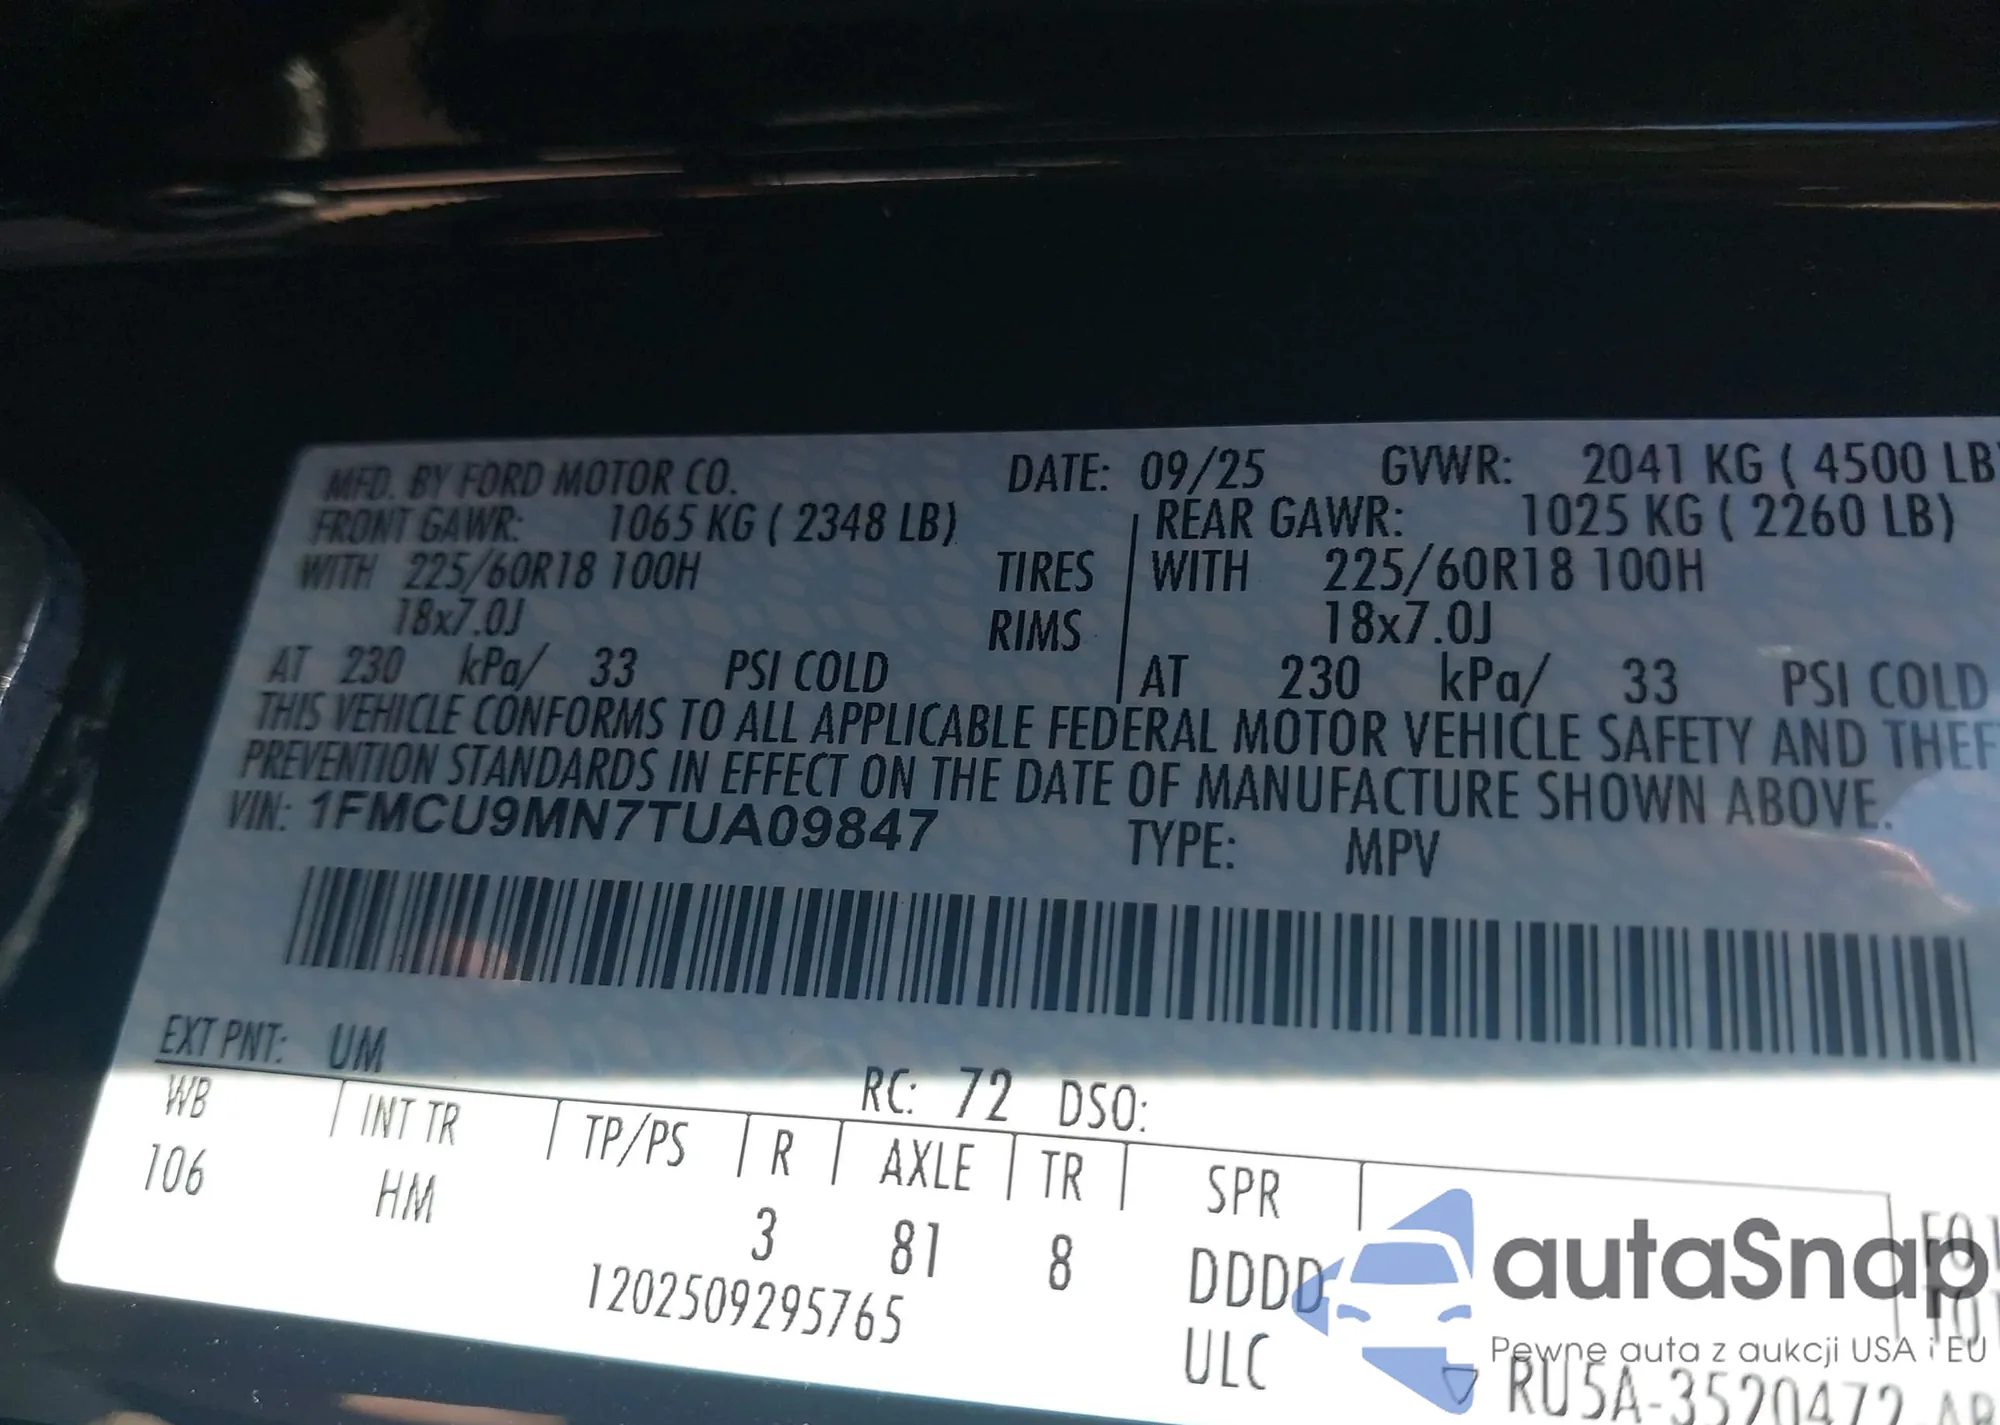 MFD. BY FORD MOTOR CO. DATE: 09/25 GVWR: 2041 KG ( 4500 LB)
FRONT GAWR: 1065 KG ( 2348 LB) REAR GAWR: 1025 KG ( 2260 LB)
WITH 225/60R18 100H TIRES WITH 225/60R18 100H
18x7.0J RIMS 18x7.0J
AT 230 kPa/ 33 PSI COLD AT 230 kPa/ 33 PSI COLD
THIS VEHICLE CONFORMS TO ALL APPLICABLE FEDERAL MOTOR VEHICLE SAFETY AND THEF
PREVENTION STANDARDS IN EFFECT ON THE DATE OF MANUFACTURE SHOWN ABOVE.
VIN: 1FMCU9MN7TUA09847 TYPE: MPV
EXT PNT: UM RC: 72 DSO:
WB INT TR TP/PS R AXLE TR SPR
106 HM 3 81 8 DDDD
1202509295765 ULC
autaSnap
Pewne auta z aukcji USA i EU
RU5A-3520472